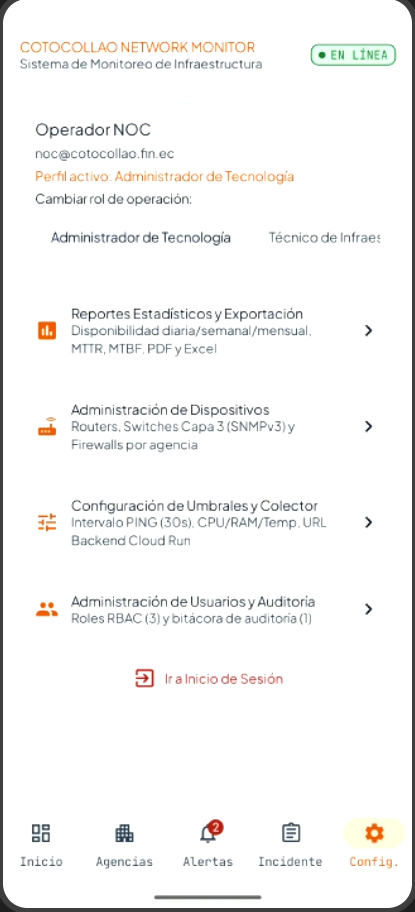 COTOCOLLAO NETWORK MONITOR
Sistema de Monitoreo de Infraestructura
EN LÍNEA
Operador NOC
noc@cotocollao.fin.ec
Perfil activo: Administrador de Tecnología
Cambiar rol de operación:
Administrador de Tecnología
Técnico de Infraes
Reportes Estadísticos y Exportación
Disponibilidad diaria/semanal/mensual,
MTTR, MTBF, PDF y Excel
Administración de Dispositivos
Routers, Switches Capa 3 (SNMPv3) y
Firewalls por agencia
Configuración de Umbrales y Colector
Intervalo PING (30s), CPU/RAM/Temp, URL
Backend Cloud Run
Administración de Usuarios y Auditoría
Roles RBAC (3) y bitácora de auditoría (1)
Ir a Inicio de Sesión
2
Inicio
Agencias
Alertas
Incidente
Config.